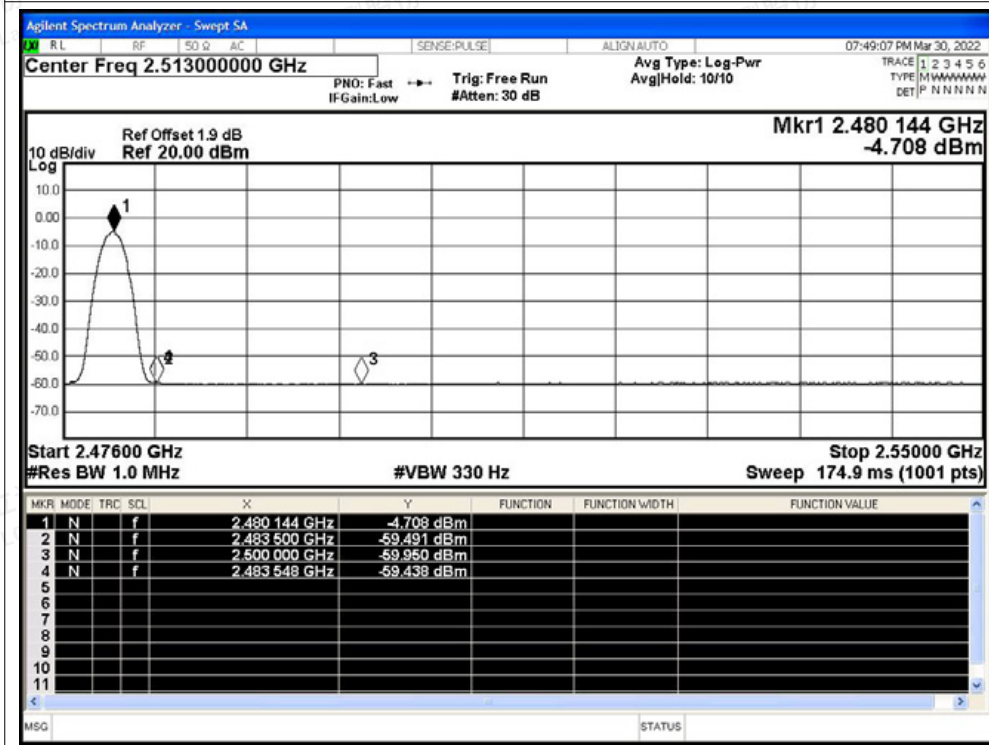 Agilent Spectrum Analyzer - Swept SA
RL RF 50 Ω AC SENSE:PULSE ALIGN AUTO 07:49:07 PM Mar 30, 2022
Center Freq 2.513000000 GHz
PNO: Fast Trig: Free Run Avg Type: Log-Pwr TRACE 1 2 3 4 5 6
IFGain:Low #Atten: 30 dB Avg|Hold: 10/10 TYPE MWWWWW
DET P N N N N N
Ref Offset 1.9 dB Mkr1 2.480 144 GHz
10 dB/div Ref 20.00 dBm -4.708 dBm
Log
10.0
0.00
-10.0
-20.0
-30.0
-40.0
-50.0
-60.0
-70.0
1
3
Start 2.47600 GHz Stop 2.55000 GHz
#Res BW 1.0 MHz #VBW 330 Hz Sweep 174.9 ms (1001 pts)
MKR MODE TRC SCL X Y FUNCTION FUNCTION WIDTH FUNCTION VALUE
1 N f 2.480 144 GHz -4.708 dBm
2 N f 2.483 500 GHz -59.491 dBm
3 N f 2.500 000 GHz -59.950 dBm
4 N f 2.483 548 GHz -59.438 dBm
5
6
7
8
9
10
11
MSG STATUS